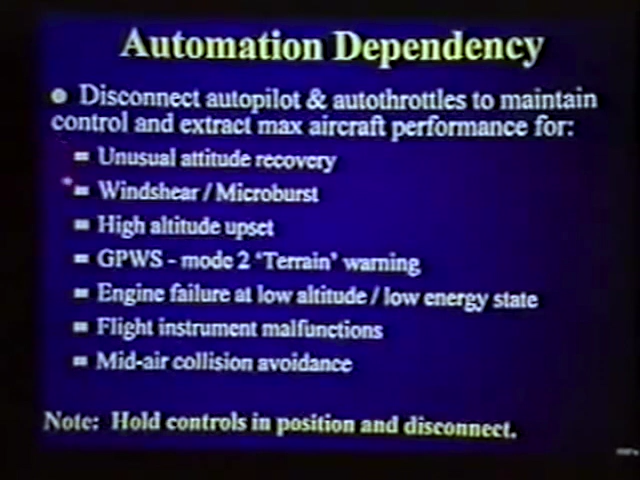 Automation Dependency
Disconnect autopilot & autothrottles to maintain
control and extract max aircraft performance for:
Unusual attitude recovery
Windshear / Microburst
High altitude upset
GPWS - mode 2 'Terrain' warning
Engine failure at low altitude / low energy state
Flight instrument malfunctions
Mid-air collision avoidance
Note: Hold controls in position and disconnect.